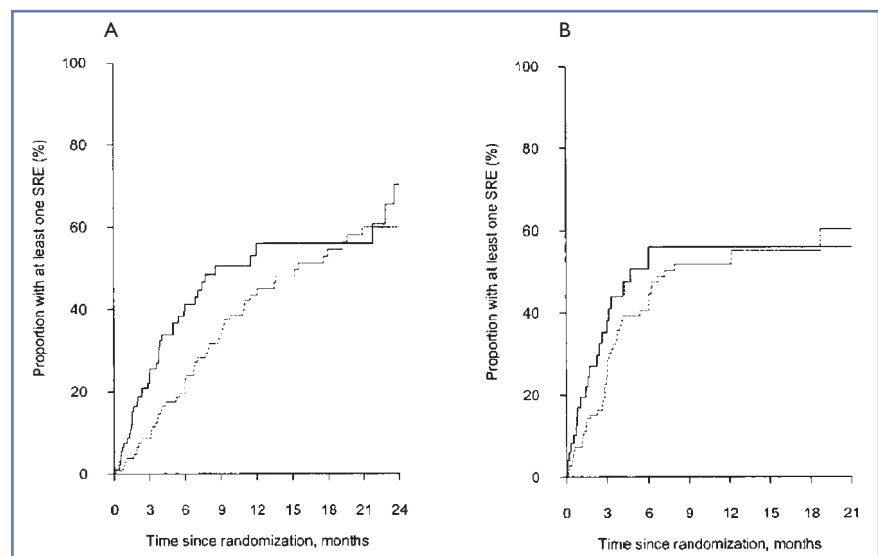 A
100
80
60
40
20
0
Proportion with at least one SRE (%)
0 3 6 9 12 15 18 21 24
Time since randomization, months
B
100
80
60
40
20
0
Proportion with at least one SRE (%)
0 3 6 9 12 15 18 21
Time since randomization, months